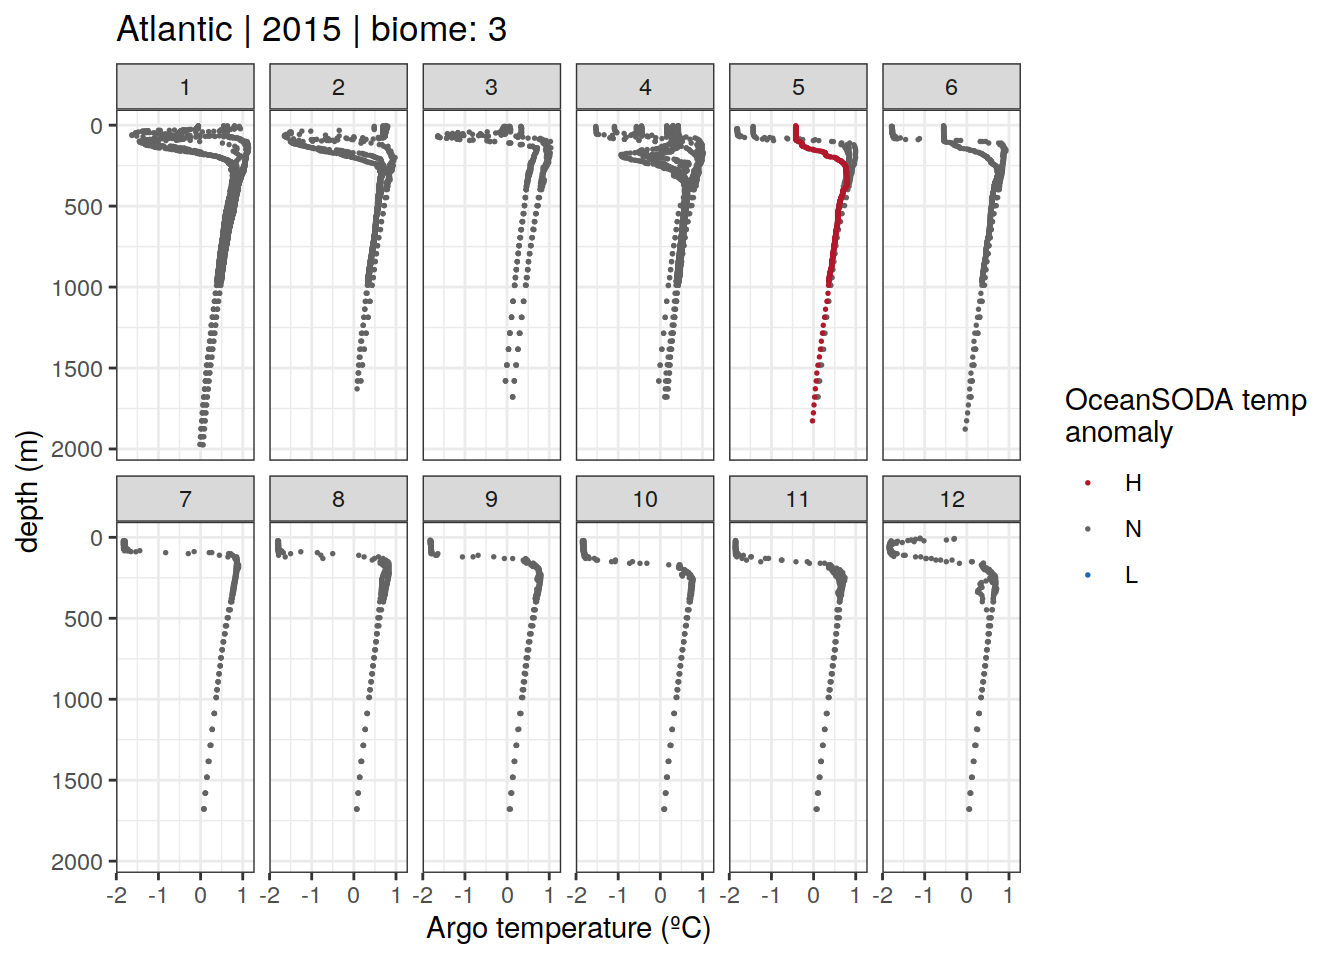 Atlantic | 2015 | biome: 3
1 2 3 4 5 6
0
500
1000
1500
2000
7 8 9 10 11 12
0
500
1000
1500
2000
-2 -1 0 1 -2 -1 0 1 -2 -1 0 1 -2 -1 0 1 -2 -1 0 1 -2 -1 0 1
Argo temperature (ºC)
depth (m)
OceanSODA temp
anomaly
H
N
L